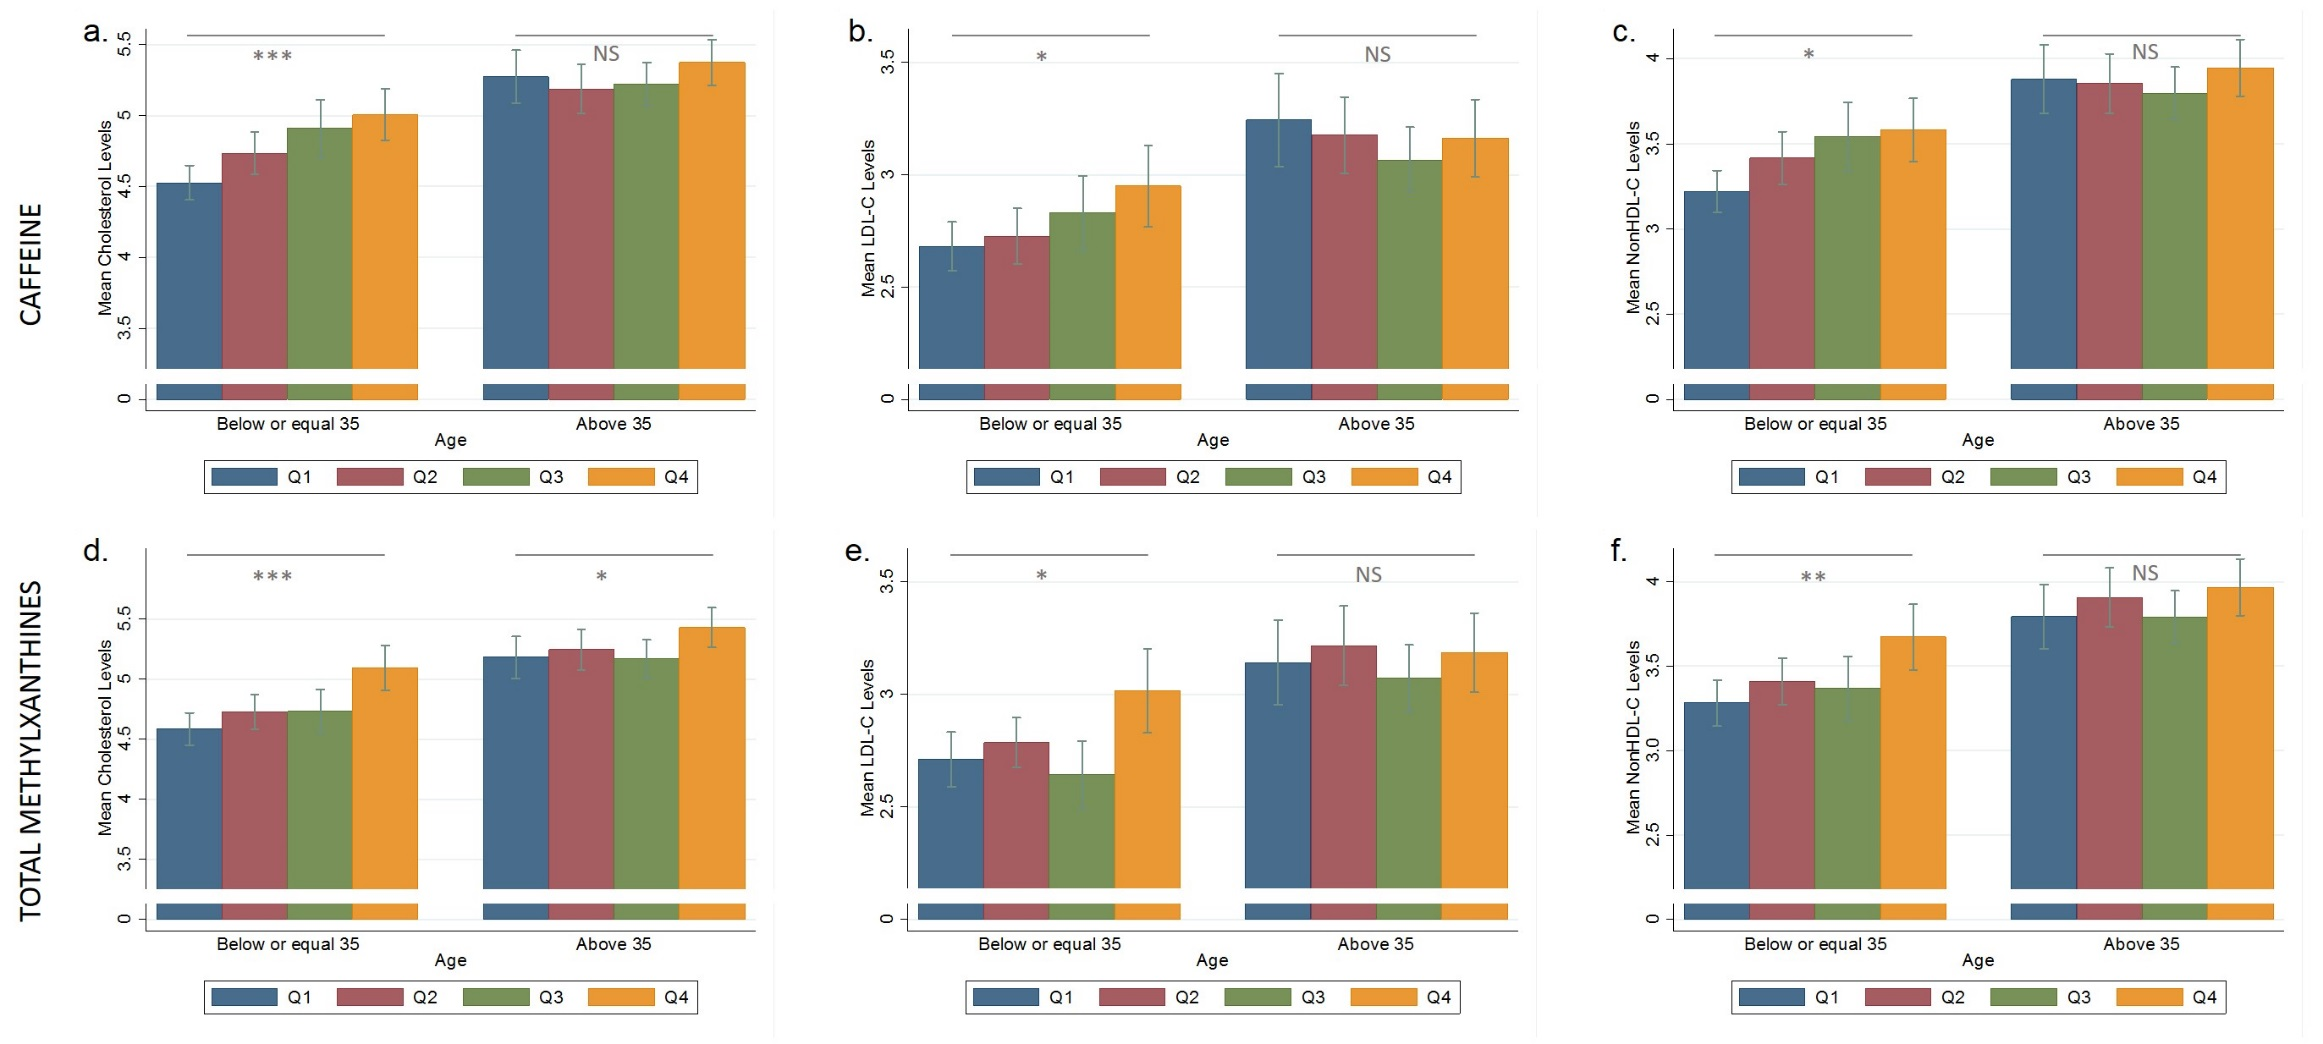 CAFFEINE
a.
***
NS
Mean Cholesterol Levels
5.5
5
4.5
4
3.5
0
Below or equal 35
Above 35
Age
Q1 Q2 Q3 Q4
b.
*
NS
Mean LDL-C Levels
3.5
3
2.5
0
Below or equal 35
Above 35
Age
Q1 Q2 Q3 Q4
c.
*
NS
Mean NonHDL-C Levels
4
3.5
3
2.5
0
Below or equal 35
Above 35
Age
Q1 Q2 Q3 Q4
TOTAL METHYLXANTHINES
d.
***
*
Mean Cholesterol Levels
5.5
5
4.5
4
3.5
0
Below or equal 35
Above 35
Age
Q1 Q2 Q3 Q4
e.
*
NS
Mean LDL-C Levels
3.5
3
2.5
0
Below or equal 35
Above 35
Age
Q1 Q2 Q3 Q4
f.
**
NS
Mean NonHDL-C Levels
4
3.5
3.0
2.5
0
Below or equal 35
Above 35
Age
Q1 Q2 Q3 Q4